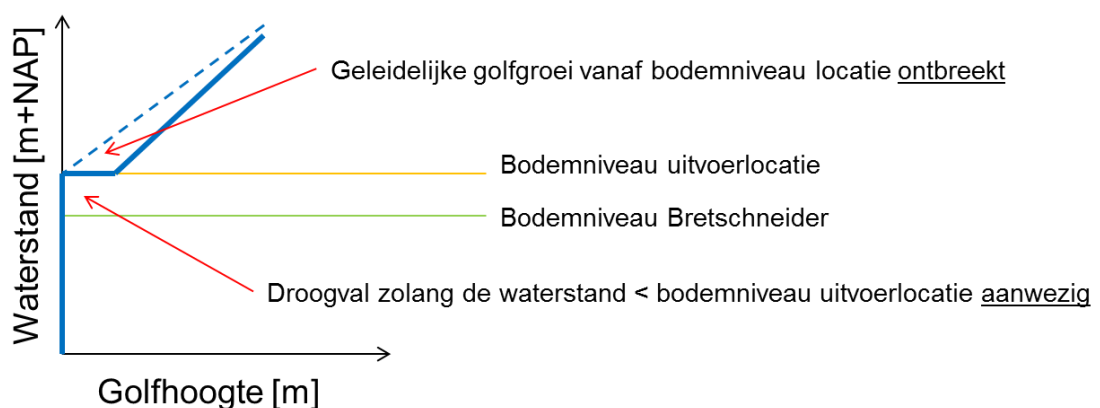 Waterstand [m+NAP]
Geleidelijke golfgroei vanaf bodemniveau locatie ontbreekt
Bodemniveau uitvoerlocatie
Bodemniveau Bretschneider
Droogval zolang de waterstand < bodemniveau uitvoerlocatie aanwezig
Golfhoogte [m]